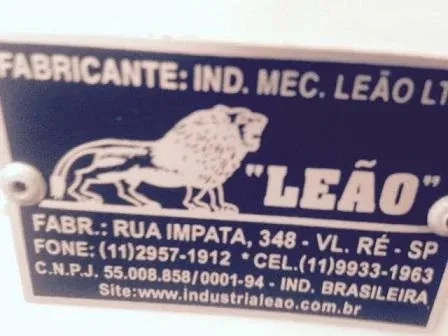 FABRICANTE: IND. MEC. LEÃO LT
"LEÃO"
FABR.: RUA IMPATA, 348 - VL. RÉ - SP
FONE: (11)2957-1912 * CEL.(11)9933-1963
C.N.P.J. 55.008.858/0001-94 - IND. BRASILEIRA
Site:www.industrialeao.com.br